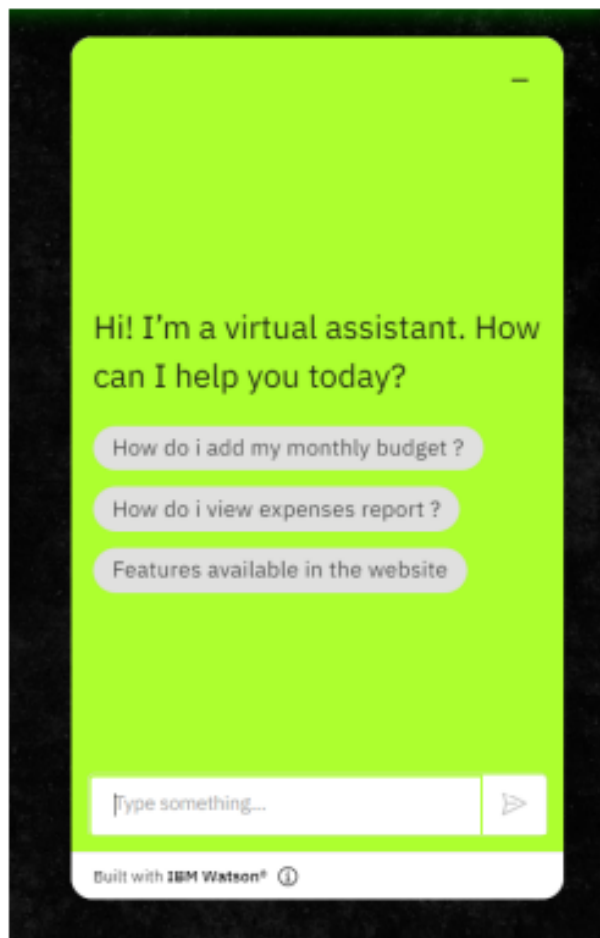 Hi! I'm a virtual assistant. How
can I help you today?
How do i add my monthly budget ?
How do i view expenses report ?
Features available in the website
Type something...
Built with IBM Watson®